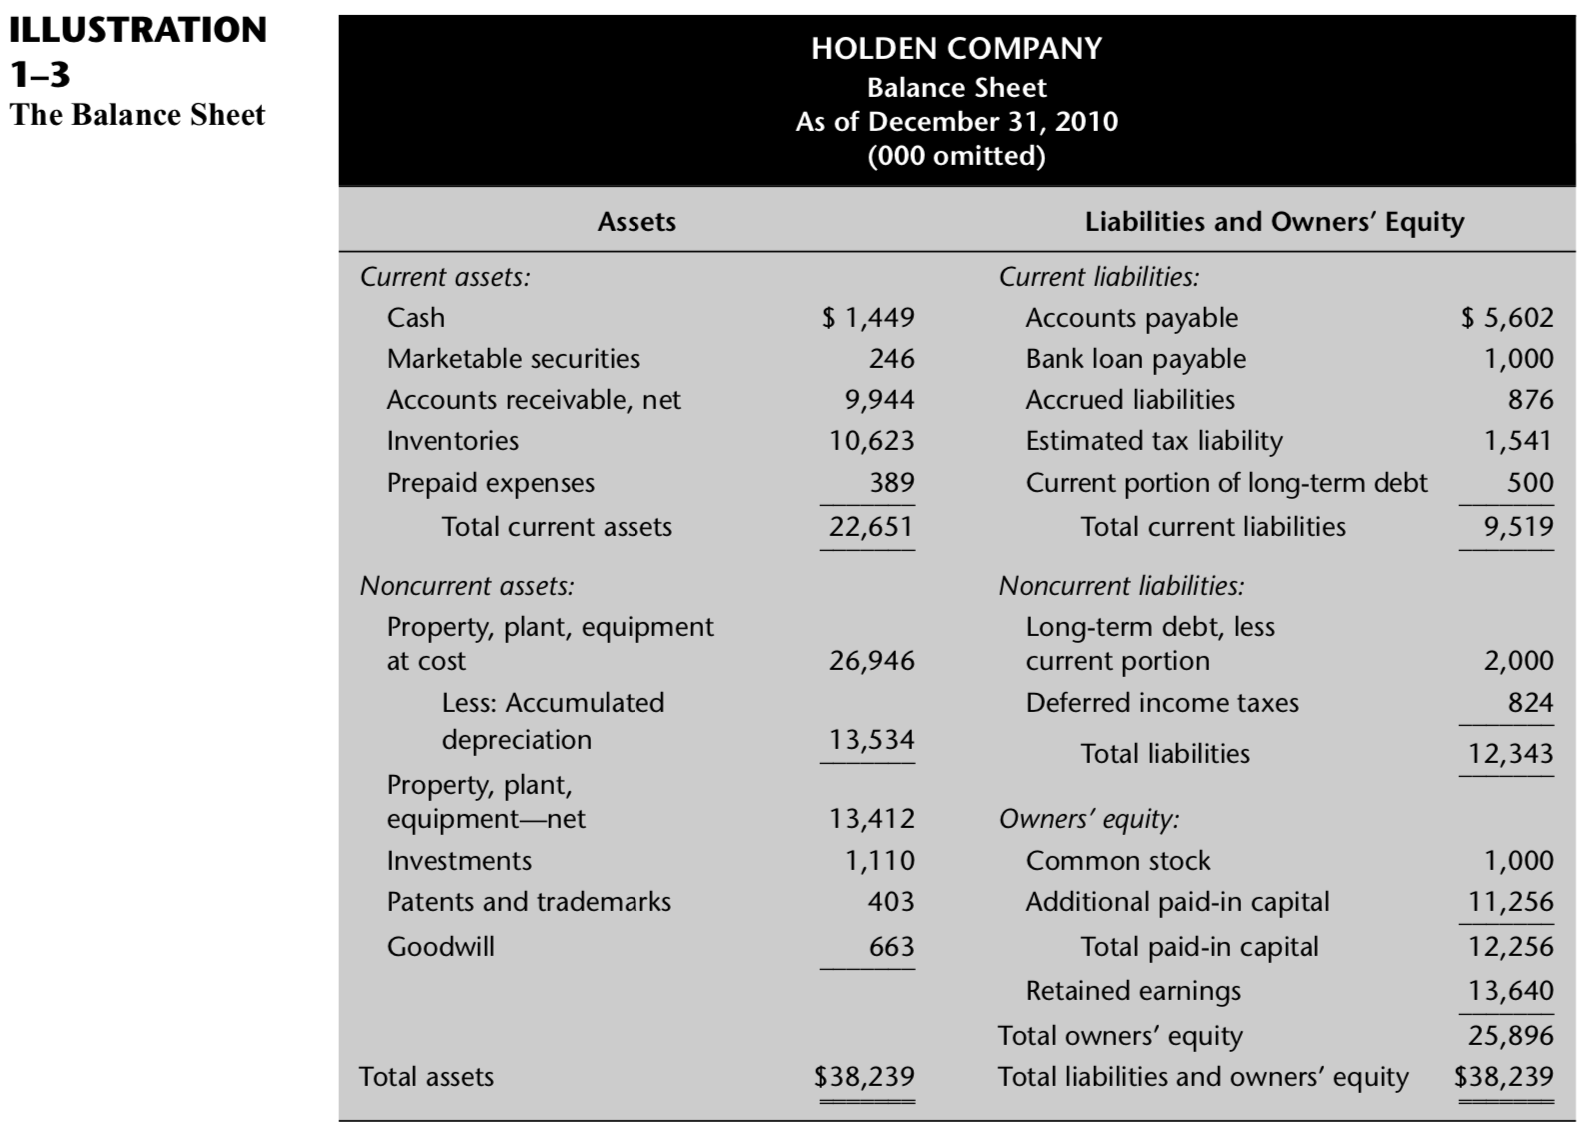 ILLUSTRATION
1–3
The Balance Sheet
HOLDEN COMPANY
Balance Sheet
As of December 31, 2010
(000 omitted)
Assets Liabilities and Owners’ Equity
Current assets: Current liabilities:
Cash $ 1,449 Accounts payable $ 5,602
Marketable securities 246 Bank loan payable 1,000
Accounts receivable, net 9,944 Accrued liabilities 876
Inventories 10,623 Estimated tax liability 1,541
Prepaid expenses 389 Current portion of long-term debt 500
Total current assets 22,651 Total current liabilities 9,519
Noncurrent assets: Noncurrent liabilities:
Property, plant, equipment Long-term debt, less
at cost 26,946 current portion 2,000
Less: Accumulated Deferred income taxes 824
depreciation 13,534 Total liabilities 12,343
Property, plant,
equipment—net 13,412 Owners’ equity:
Investments 1,110 Common stock 1,000
Patents and trademarks 403 Additional paid-in capital 11,256
Goodwill 663 Total paid-in capital 12,256
Retained earnings 13,640
Total owners’ equity 25,896
Total assets $38,239 Total liabilities and owners’ equity $38,239